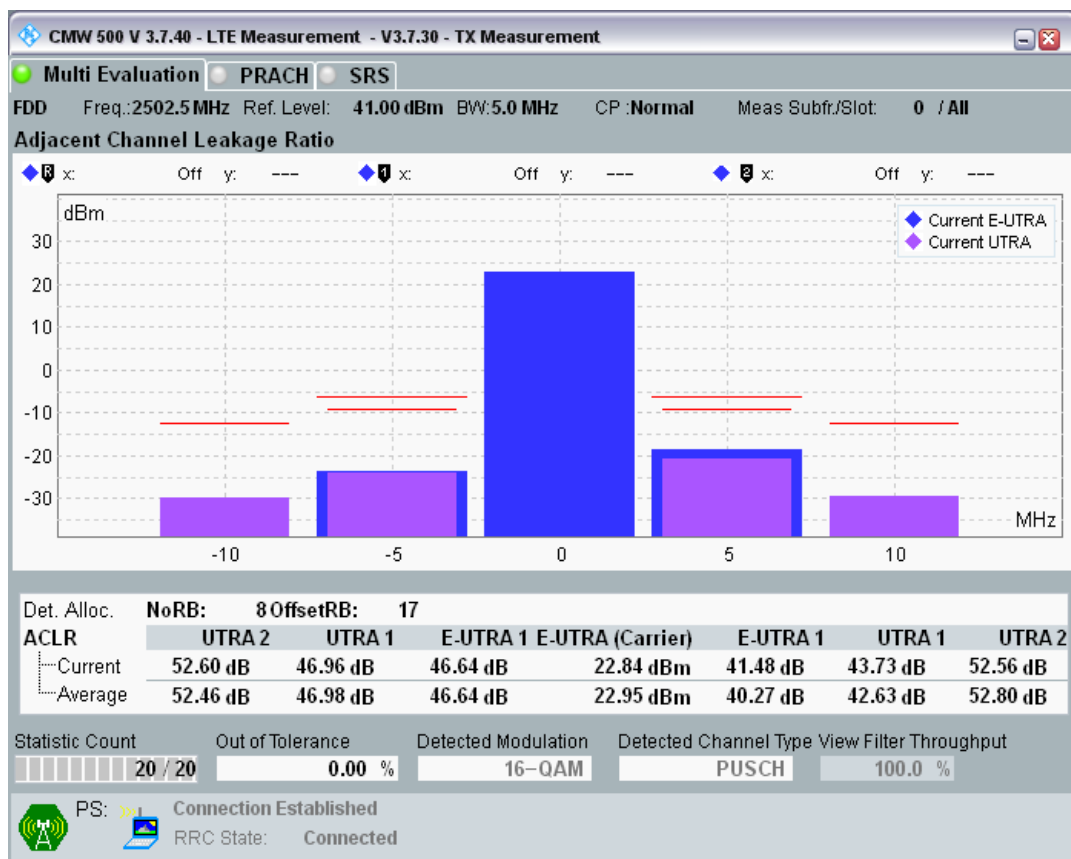 CMW 500 V 3.7.40 - LTE Measurement - V3.7.30 - TX Measurement
Multi Evaluation PRACH SRS
FDD Freq.:2502.5 MHz Ref. Level: 41.00 dBm BW:5.0 MHz CP :Normal Meas Subfr./Slot: 0 / All
Adjacent Channel Leakage Ratio
R x: Off y: --- 1 x: Off y: --- 2 x: Off y: ---
dBm
Current E-UTRA
Current UTRA
30
20
10
0
-10
-20
-30
MHz
-10 -5 0 5 10
Det. Alloc. NoRB: 8 OffsetRB: 17
ACLR UTRA 2 UTRA 1 E-UTRA 1 E-UTRA (Carrier) E-UTRA 1 UTRA 1 UTRA 2
Current 52.60 dB 46.96 dB 46.64 dB 22.84 dBm 41.48 dB 43.73 dB 52.56 dB
Average 52.46 dB 46.98 dB 46.64 dB 22.95 dBm 40.27 dB 42.63 dB 52.80 dB
Statistic Count Out of Tolerance Detected Modulation Detected Channel Type View Filter Throughput
20 / 20 0.00 % 16-QAM PUSCH 100.0 %
PS: Connection Established
RRC State: Connected